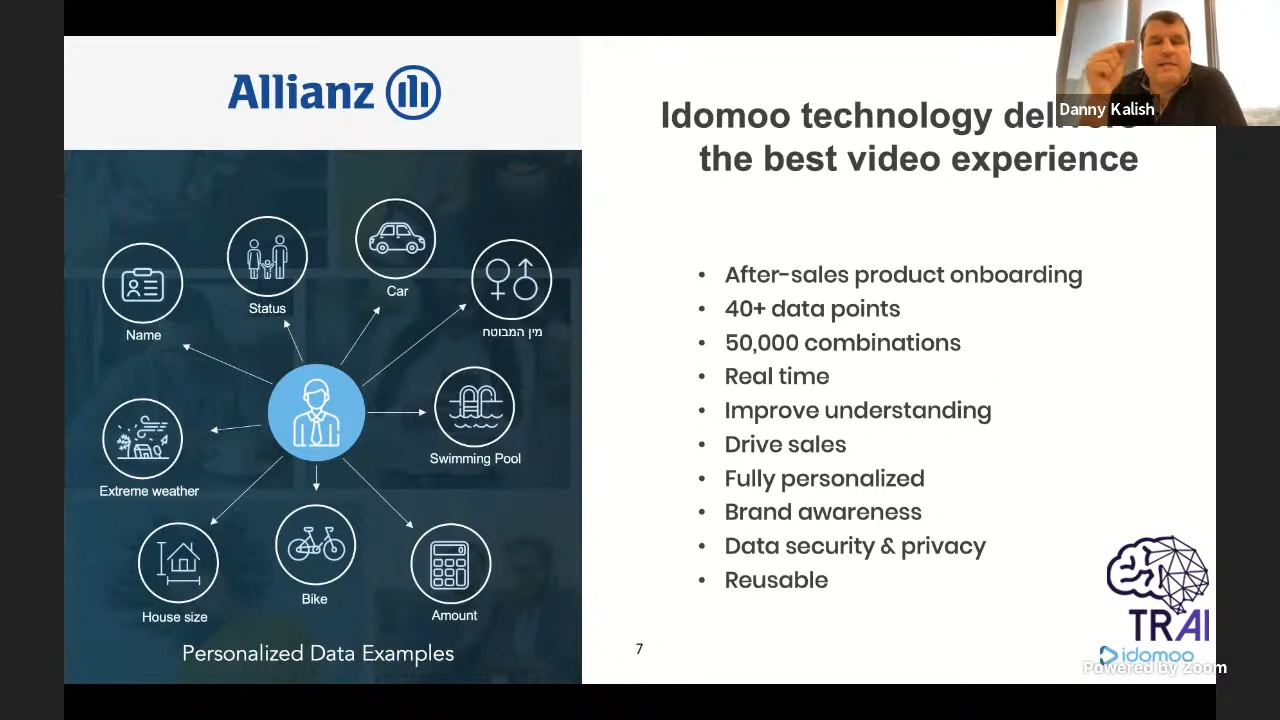 Allianz
Danny Kalish
Idomoo technology
the best video experience
Name
Status
Car
מין המבוטח
Extreme weather
Swimming Pool
House size
Bike
Amount
Personalized Data Examples
• After-sales product onboarding
• 40+ data points
• 50,000 combinations
• Real time
• Improve understanding
• Drive sales
• Fully personalized
• Brand awareness
• Data security & privacy
• Reusable
7
TRAI
idomoo
Powered by Zoom